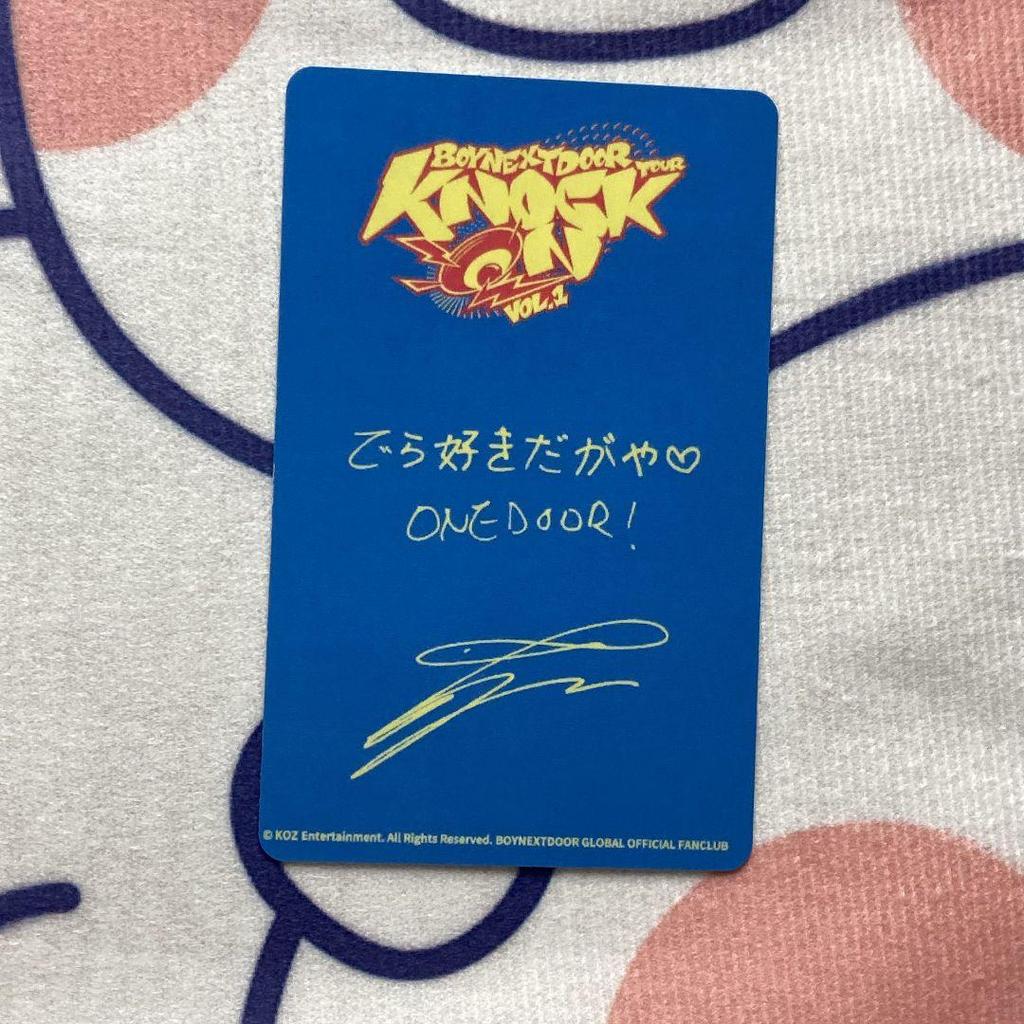 BOYNEXTDOOR TOUR
KNOCK
ON
VOL.1
でら好きだがや♡
ONEDOOR!
© KOZ Entertainment. All Rights Reserved. BOYNEXTDOOR GLOBAL OFFICIAL FANCLUB